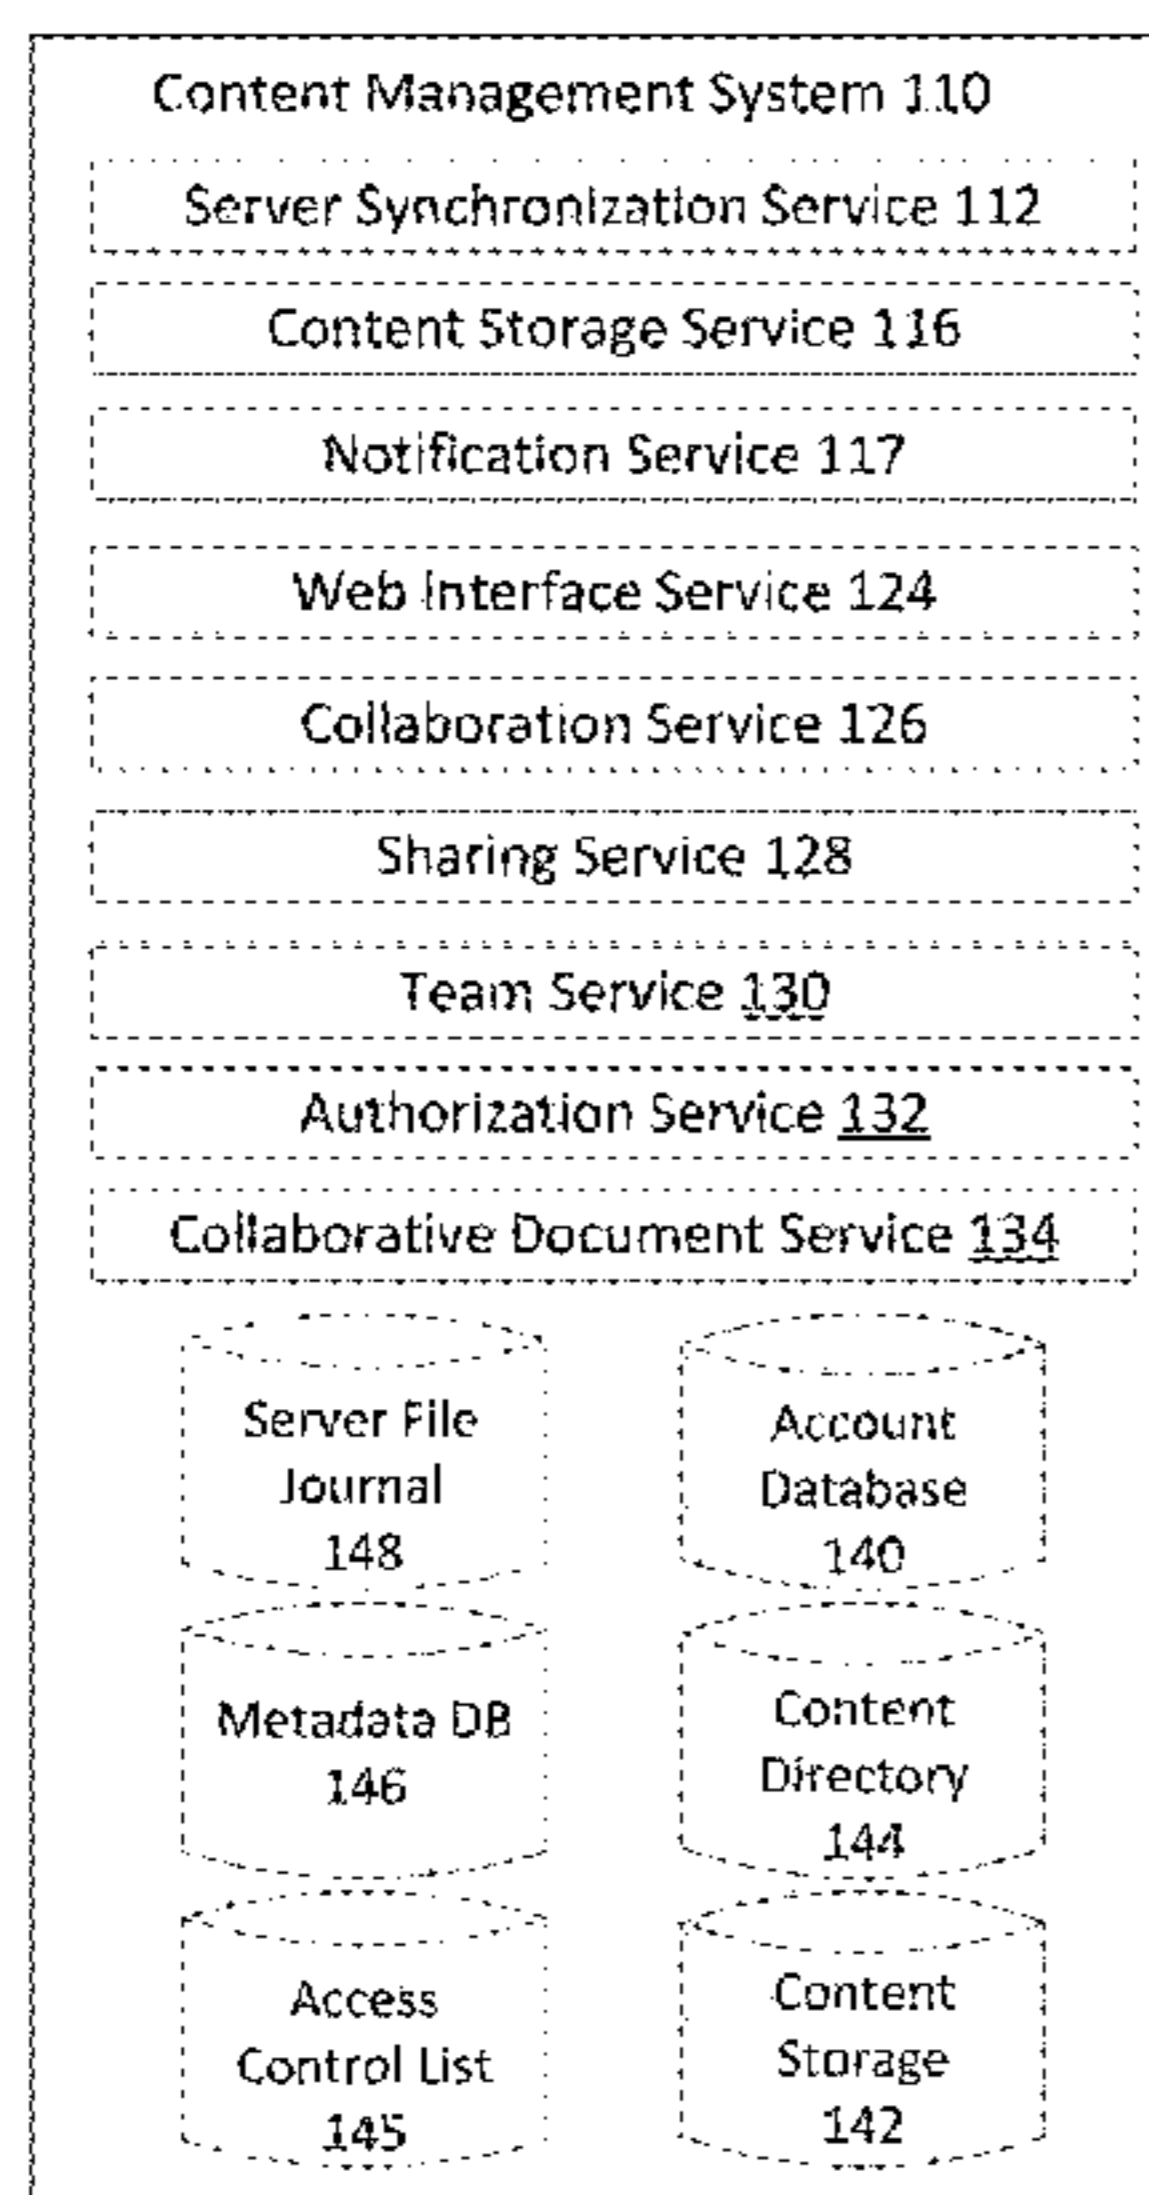 Content Management System 110
Server Synchronization Service 112
Content Storage Service 116
Notification Service 117
Web Interface Service 124
Collaboration Service 126
Sharing Service 128
Team Service 130
Authorization Service 132
Collaborative Document Service 134
Server File
Journal
148
Account
Database
140
Metadata DB
146
Content
Directory
144
Access
Control List
145
Content
Storage
142